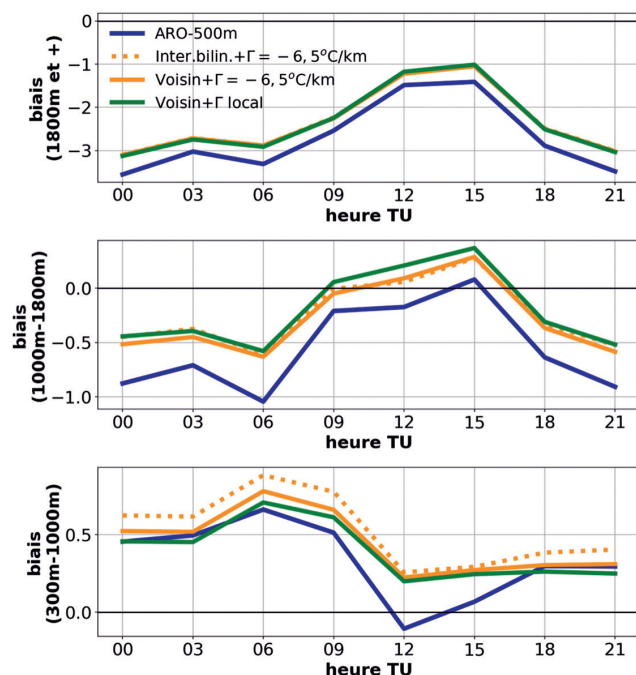 0
−1
−2
−3
biais
(1800m et +)
ARO-500m
Inter.bilin.+Γ = −6, 5°C/km
Voisin+Γ = −6, 5°C/km
Voisin+Γ local
00 03 06 09 12 15 18 21
heure TU
0.0
−0.5
−1.0
biais
(1000m-1800m)
00 03 06 09 12 15 18 21
heure TU
0.5
0.0
biais
(300m-1000m)
00 03 06 09 12 15 18 21
heure TU